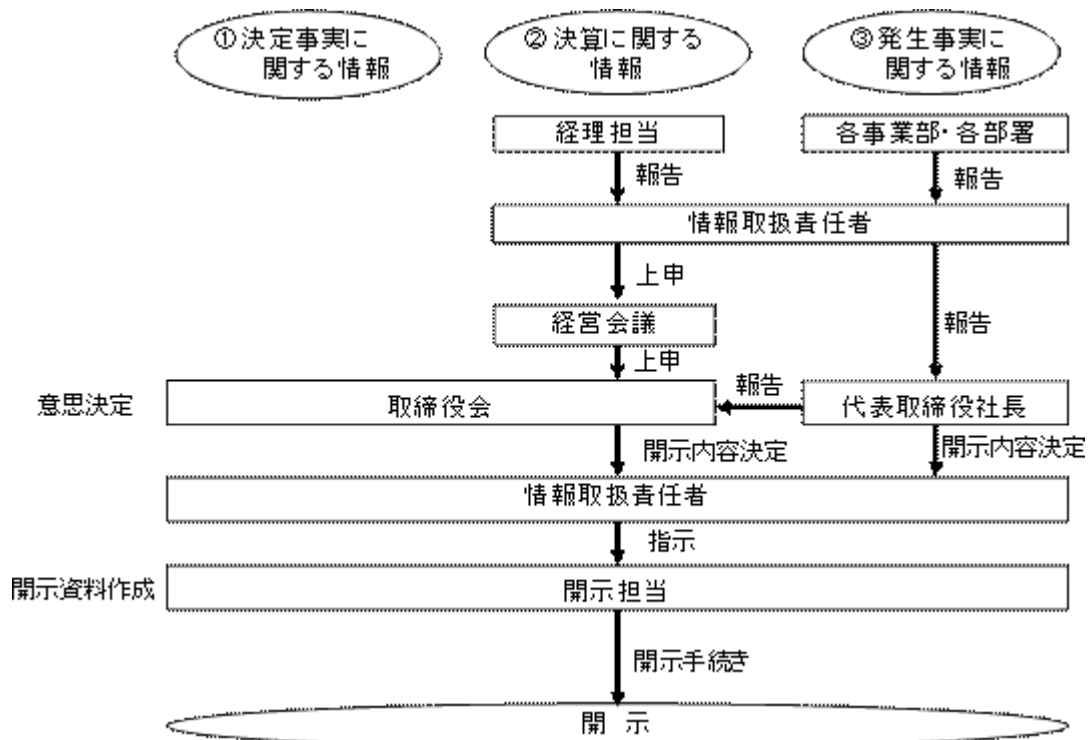 ①決定事実に
関する情報
②決算に関する
情報
③発生事実に
関する情報
経理担当
各事業部・各部署
報告
報告
情報取扱責任者
上申
経営会議
報告
上申
意思決定
取締役会
報告
代表取締役社長
開示内容決定
開示内容決定
情報取扱責任者
指示
開示資料作成
開示担当
開示手続き
開 示